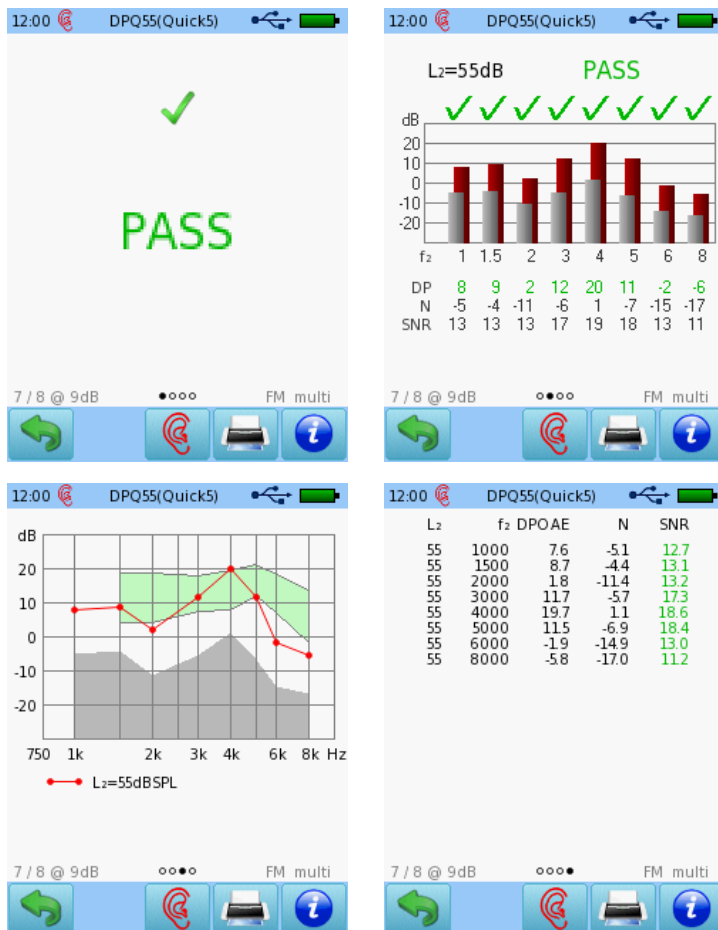 12:00 DPQ55(Quick5)
PASS
7 / 8 @ 9dB FM multi
12:00 DPQ55(Quick5)
L₂=55dB PASS
dB
20
10
0
-10
-20
f₂ 1 1.5 2 3 4 5 6 8
DP 8 9 2 12 20 11 -2 -6
N -5 -4 -11 -6 1 -7 -15 -17
SNR 13 13 13 17 19 18 13 11
7 / 8 @ 9dB FM multi
12:00 DPQ55(Quick5)
dB
20
10
0
-10
-20
750 1k 2k 3k 4k 6k 8k Hz
L₂=55dBSPL
7 / 8 @ 9dB FM multi
12:00 DPQ55(Quick5)
L₂ f₂ DPOAE N SNR
55 1000 7.6 -5.1 12.7
55 1500 8.7 -4.4 13.1
55 2000 1.8 -11.4 13.2
55 3000 11.7 -5.7 17.3
55 4000 19.7 1.1 18.6
55 5000 11.5 -6.9 18.4
55 6000 -1.9 -14.9 13.0
55 8000 -5.8 -17.0 11.2
7 / 8 @ 9dB FM multi